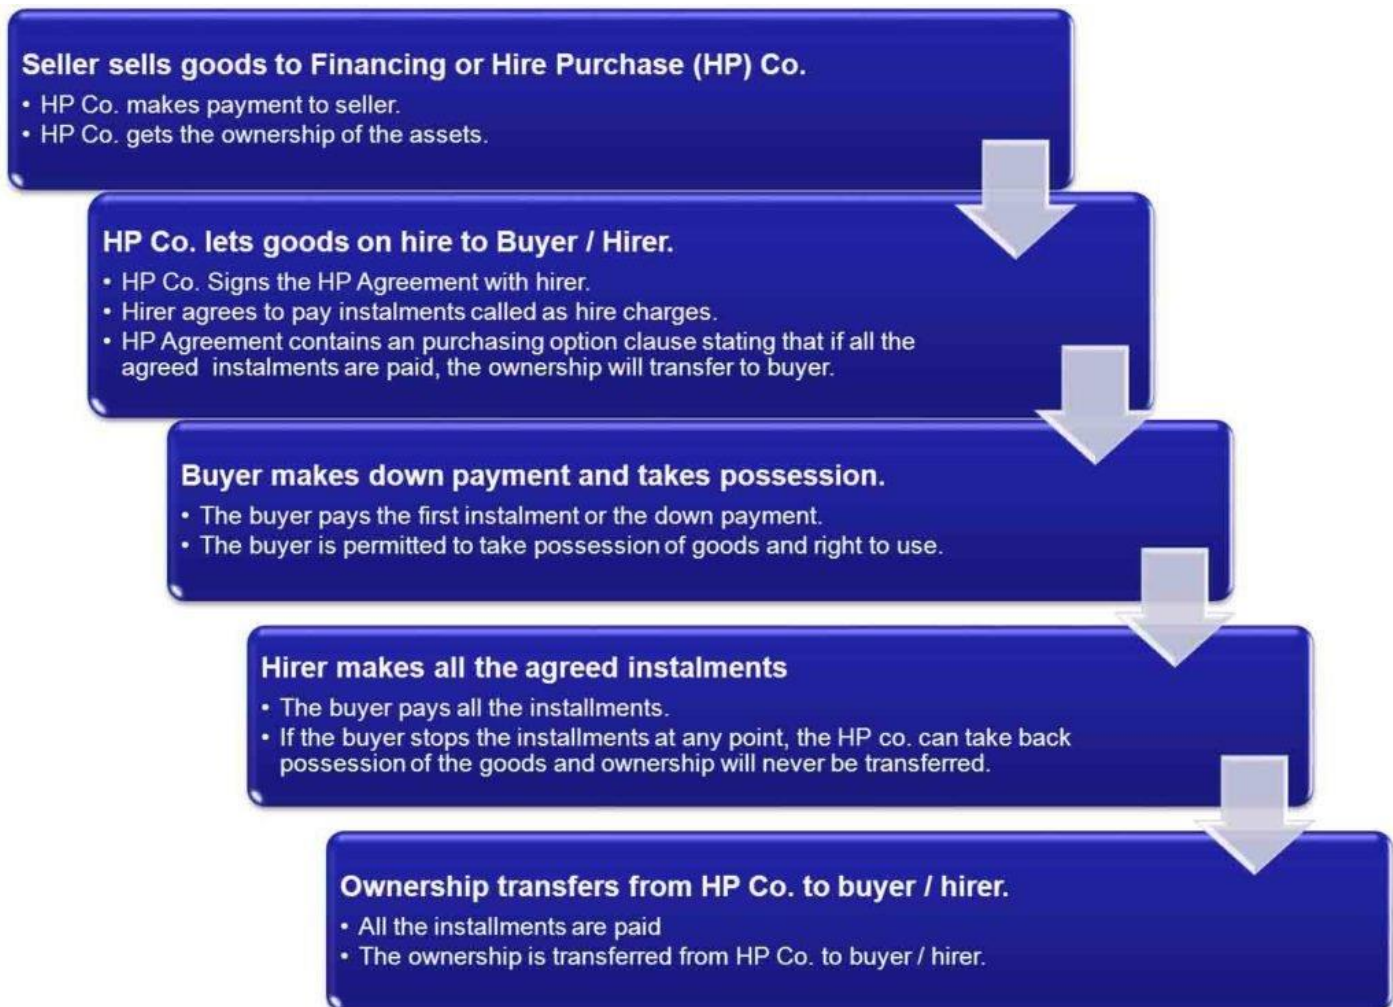 Seller sells goods to Financing or Hire Purchase (HP) Co.
• HP Co. makes payment to seller.
• HP Co. gets the ownership of the assets.
HP Co. lets goods on hire to Buyer / Hirer.
• HP Co. Signs the HP Agreement with hirer.
• Hirer agrees to pay instalments called as hire charges.
• HP Agreement contains an purchasing option clause stating that if all the
agreed instalments are paid, the ownership will transfer to buyer.
Buyer makes down payment and takes possession.
• The buyer pays the first instalment or the down payment.
• The buyer is permitted to take possession of goods and right to use.
Hirer makes all the agreed instalments
• The buyer pays all the installments.
• If the buyer stops the installments at any point, the HP co. can take back
possession of the goods and ownership will never be transferred.
Ownership transfers from HP Co. to buyer / hirer.
• All the installments are paid
• The ownership is transferred from HP Co. to buyer / hirer.